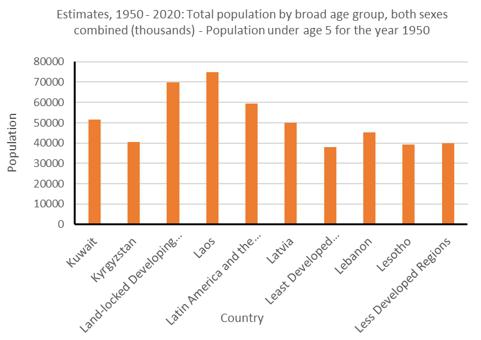 Estimates, 1950 - 2020: Total population by broad age group, both sexes
combined (thousands) - Population under age 5 for the year 1950
80000
70000
60000
50000
40000
30000
20000
10000
0
Population
Kuwait
Kyrgyzstan
Land-locked Developing...
Laos
Latin America and the...
Latvia
Least Developed...
Lebanon
Lesotho
Less Developed Regions
Country